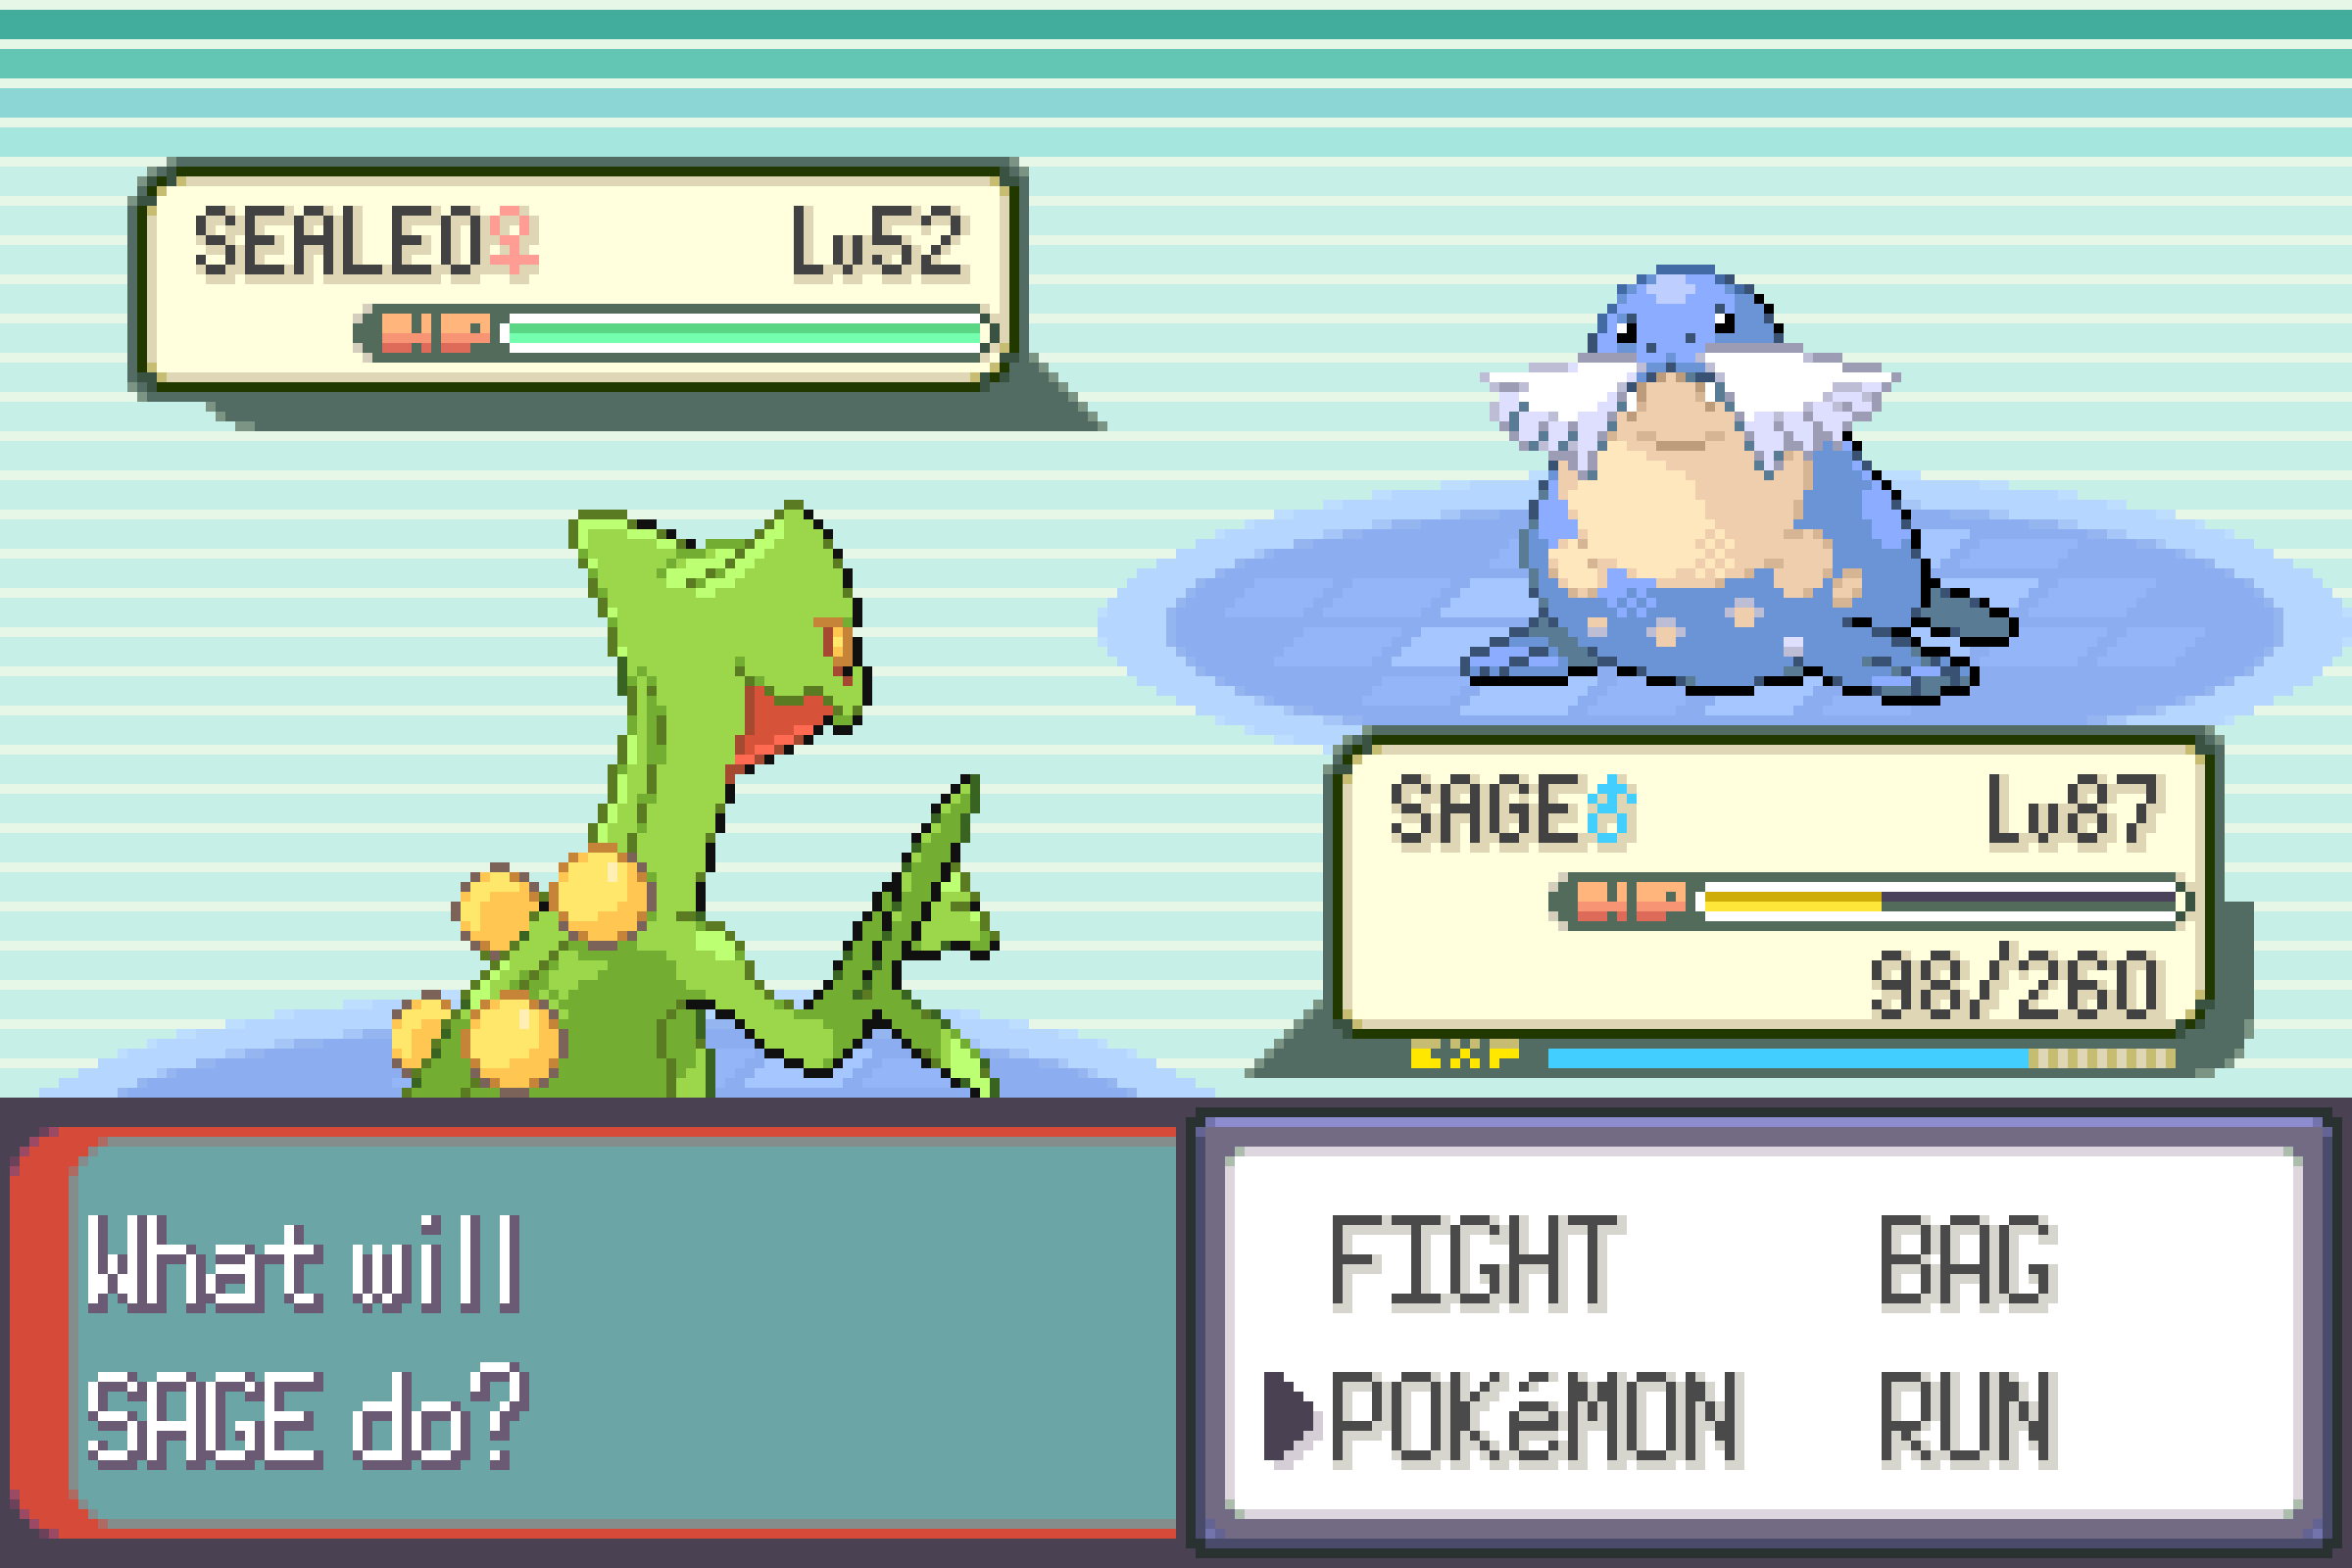 SEALEO♀ Lv52
HP
SAGE♂ Lv87
HP
98/260
EXP
What will
SAGE do?
FIGHT BAG
▶POKéMON RUN